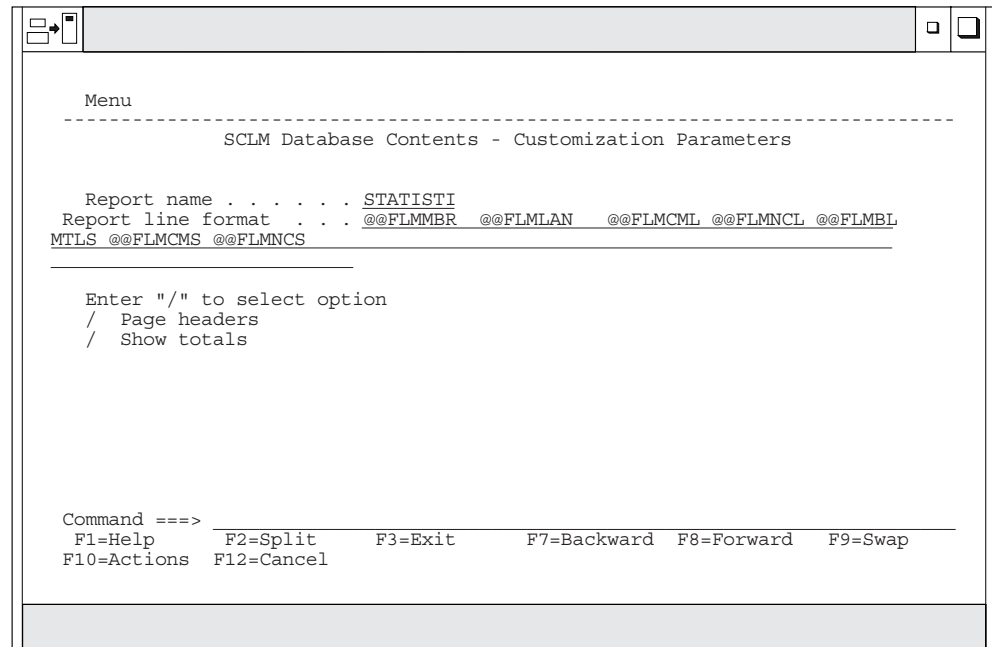 Menu
-----------------------------------------------------------------------------
SCLM Database Contents - Customization Parameters
Report name . . . . . . STATISTI
Report line format . . . @@FLMMBR @@FLMLAN @@FLMCML @@FLMNCL @@FLMBL
MTLS @@FLMCMS @@FLMNCS
Enter "/" to select option
/ Page headers
/ Show totals
Command ===>
F1=Help F2=Split F3=Exit F7=Backward F8=Forward F9=Swap
F10=Actions F12=Cancel